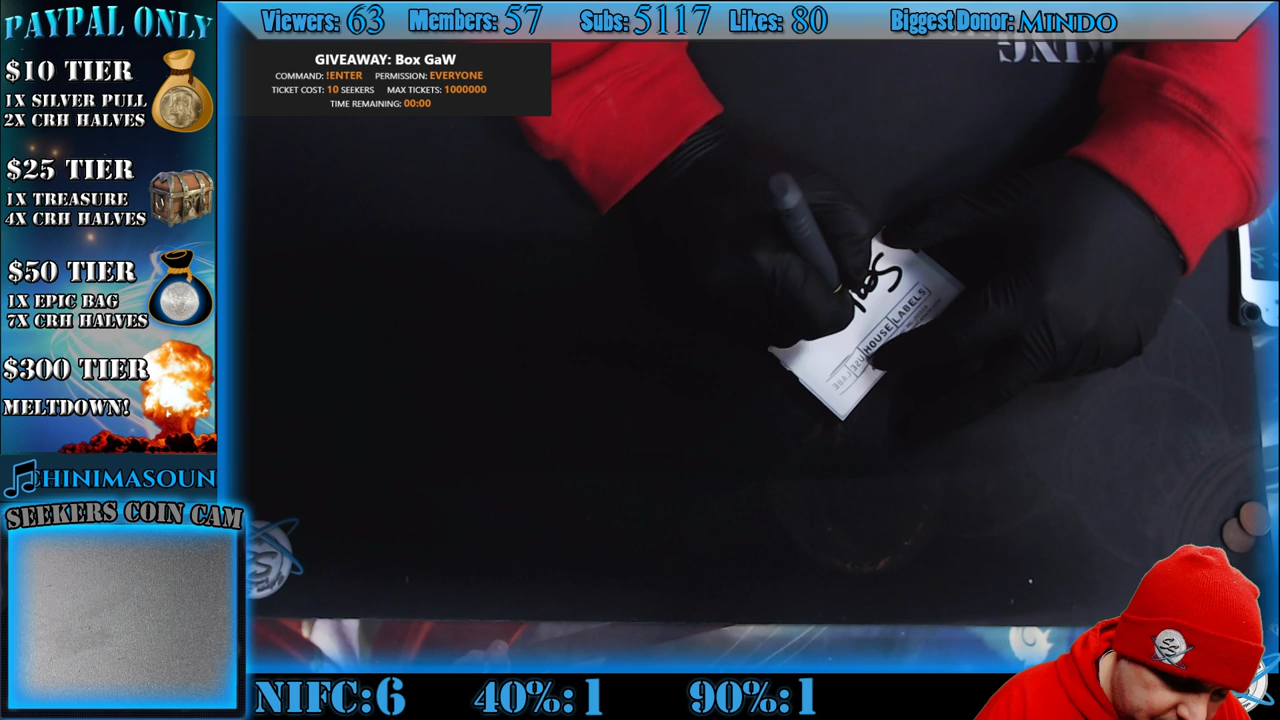 PAYPAL ONLY
$10 TIER
1X SILVER PULL
2X CRH HALVES
$25 TIER
1X TREASURE
4X CRH HALVES
$50 TIER
1X EPIC BAG
7X CRH HALVES
$300 TIER
MELTDOWN!
CHINIMASOUN
SEEKERS COIN CAM
Viewers: 63 Members: 57 Subs: 5117 Likes: 80 Biggest Donor: MINDO
GIVEAWAY: Box GaW
COMMAND: !ENTER PERMISSION: EVERYONE
TICKET COST: 10 SEEKERS MAX TICKETS: 1000000
TIME REMAINING: 00:00
HOUSE LABELS
NIFC:6 40%:1 90%:1